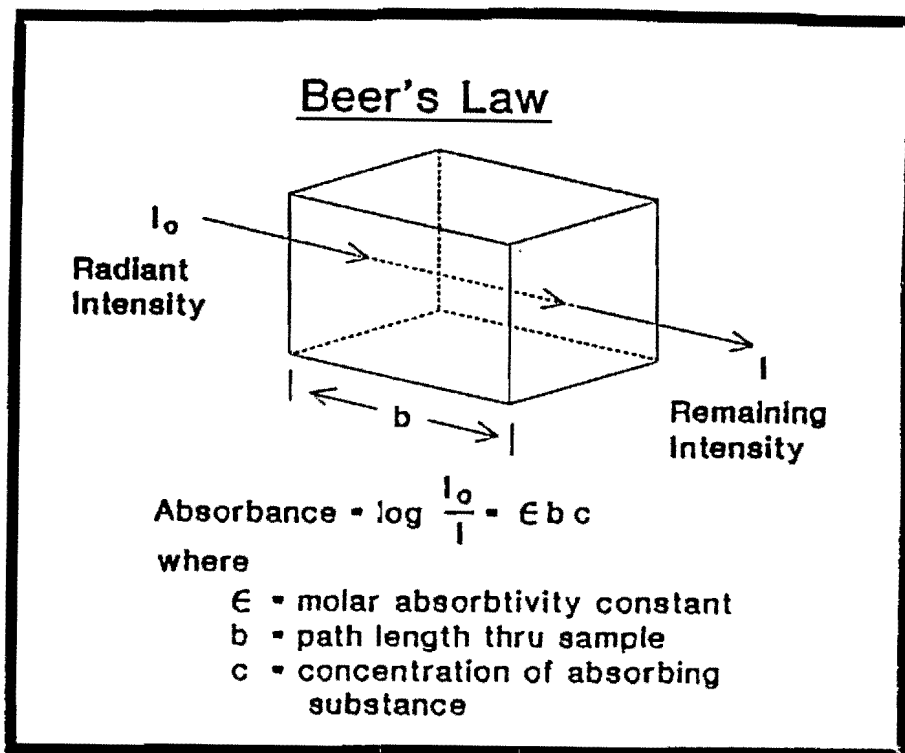 Beer's Law
Io
Radiant
Intensity
b
I
Remaining
Intensity
Absorbance = log Io/I = ϵ b c
where
ϵ = molar absorbtivity constant
b = path length thru sample
c = concentration of absorbing
substance